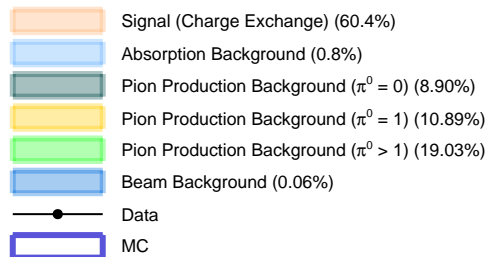 Signal (Charge Exchange) (60.4%)
Absorption Background (0.8%)
Pion Production Background (π⁰ = 0) (8.90%)
Pion Production Background (π⁰ = 1) (10.89%)
Pion Production Background (π⁰ > 1) (19.03%)
Beam Background (0.06%)
Data
MC